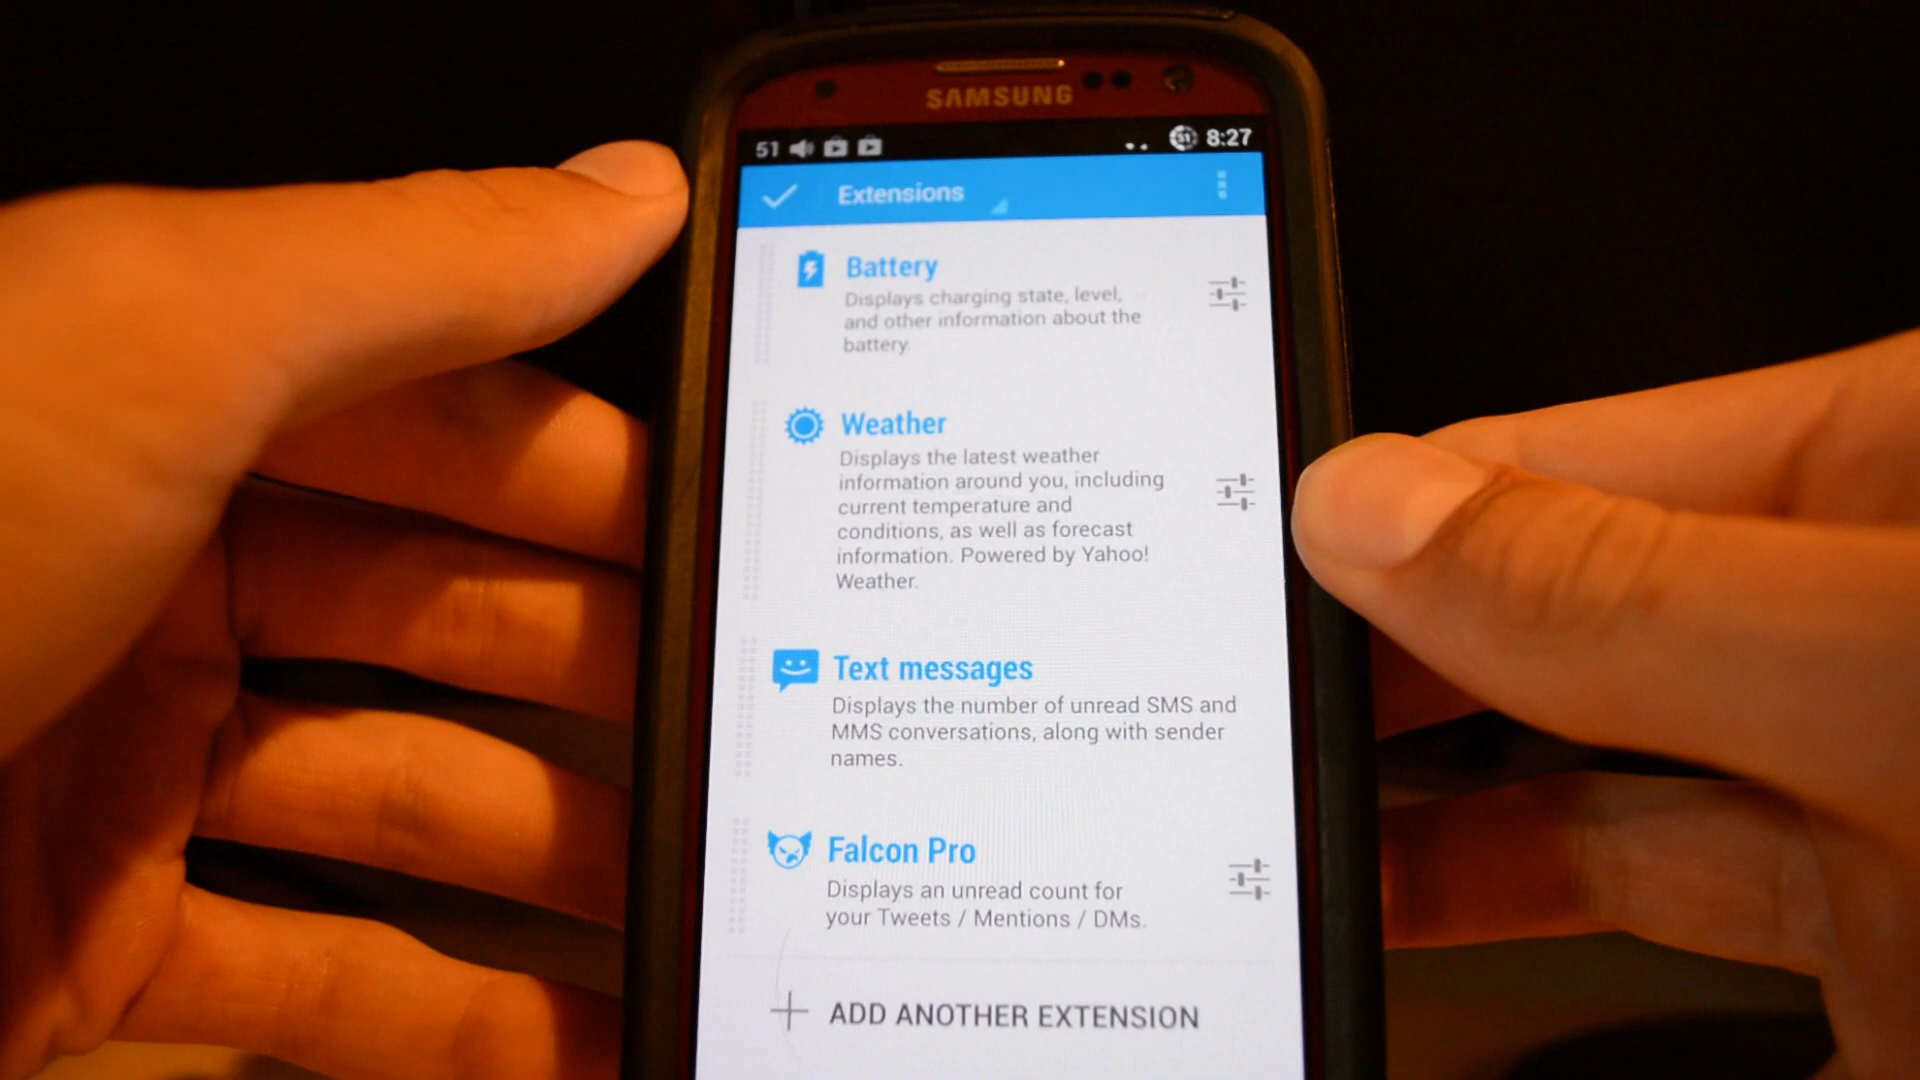 SAMSUNG
51 8:27
Extensions
Battery
Displays charging state, level,
and other information about the
battery.
Weather
Displays the latest weather
information around you, including
current temperature and
conditions, as well as forecast
information. Powered by Yahoo!
Weather.
Text messages
Displays the number of unread SMS and
MMS conversations, along with sender
names.
Falcon Pro
Displays an unread count for
your Tweets / Mentions / DMs.
ADD ANOTHER EXTENSION